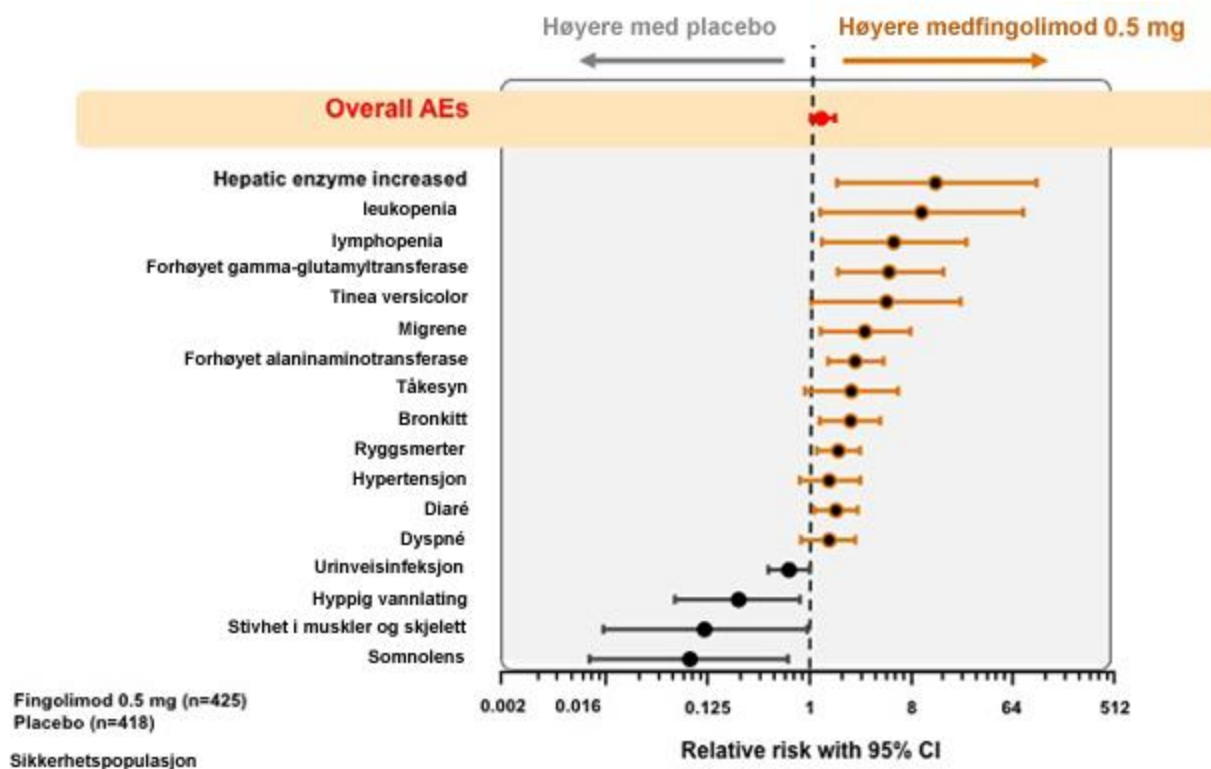 Høyere med placebo
Høyere medfingolimod 0.5 mg
Overall AEs
Hepatic enzyme increased
leukopenia
lymphopenia
Forhøyet gamma-glutamyltransferase
Tinea versicolor
Migrene
Forhøyet alaninaminotransferase
Tåkesyn
Bronkitt
Ryggsmerter
Hypertensjon
Diaré
Dyspné
Urinveisinfeksjon
Hyppig vannlating
Stivhet i muskler og skjelett
Somnolens
0.002 0.016 0.125 1 8 64 512
Relative risk with 95% CI
Fingolimod 0.5 mg (n=425)
Placebo (n=418)
Sikkerhetspopulasjon